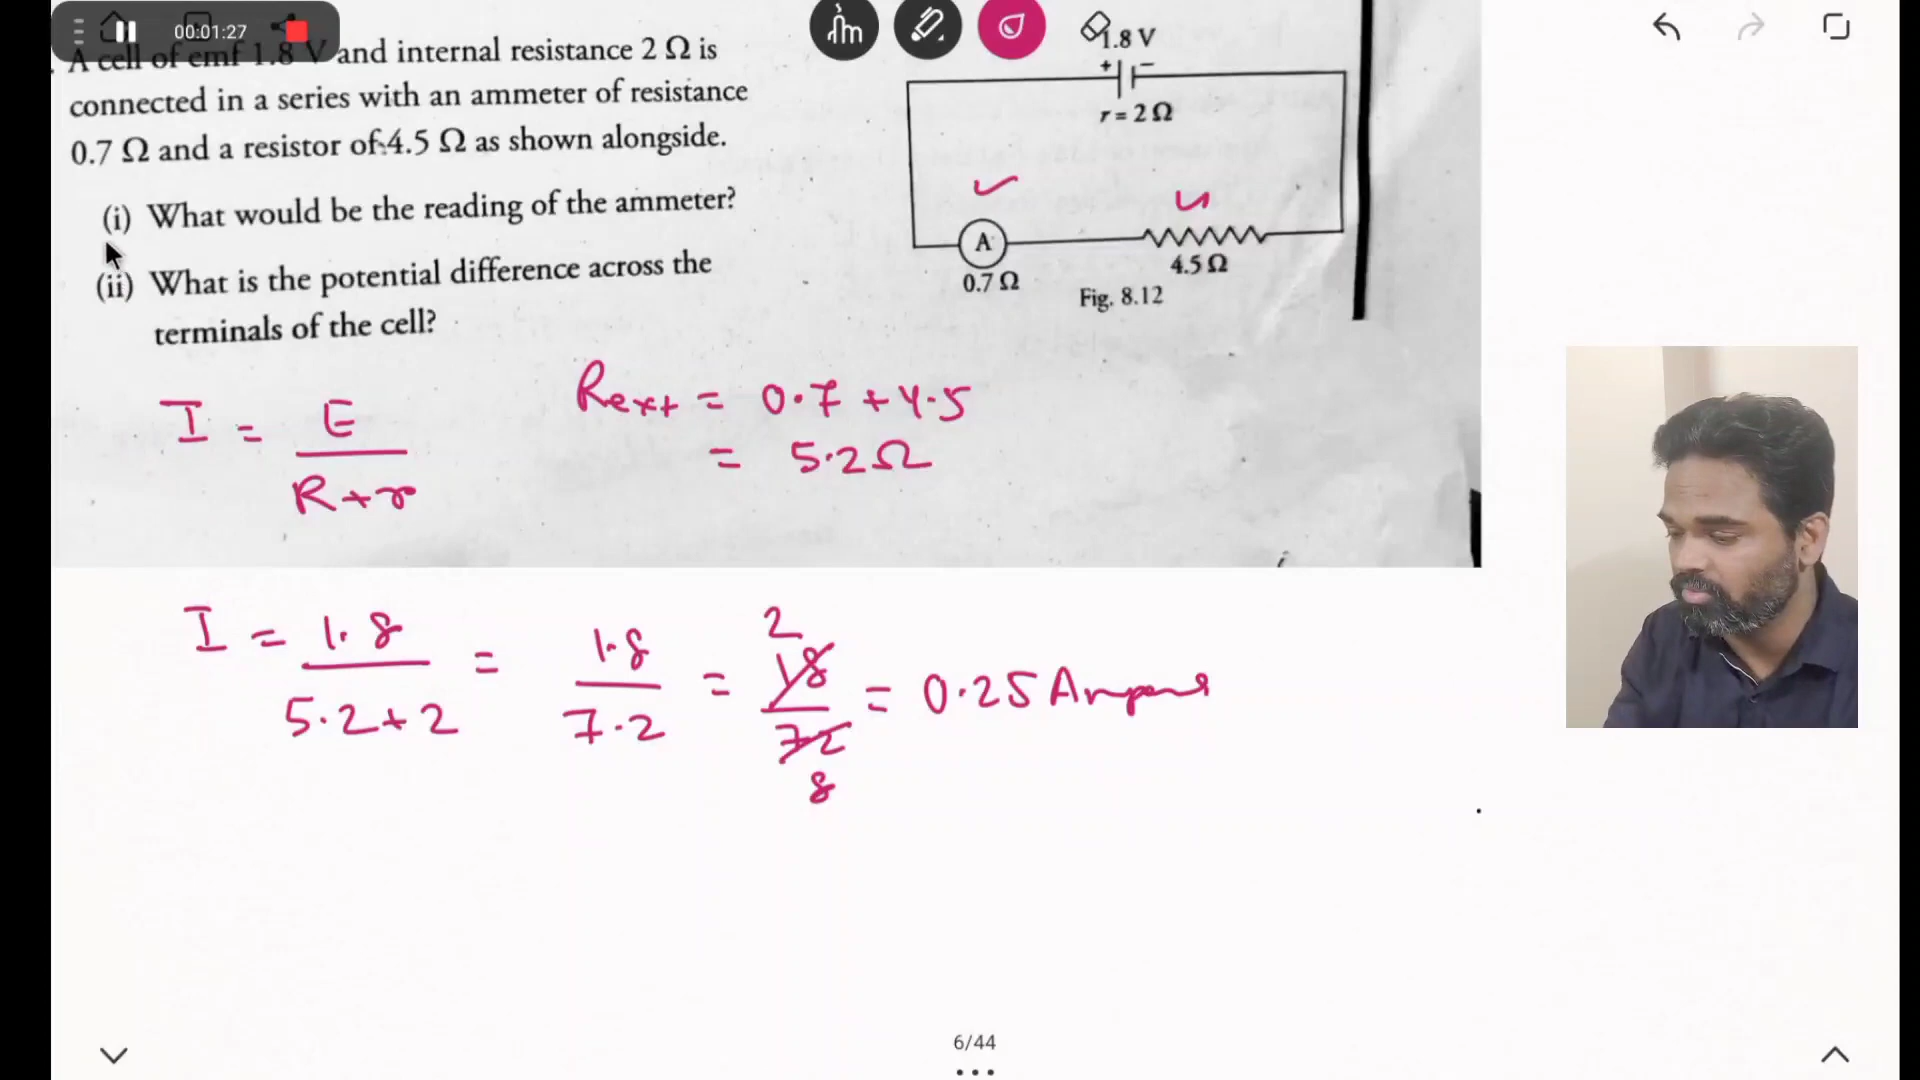 00:01:27
A cell of emf 1.8 V and internal resistance 2 Ω is
connected in a series with an ammeter of resistance
0.7 Ω and a resistor of 4.5 Ω as shown alongside.
(i) What would be the reading of the ammeter?
(ii) What is the potential difference across the
terminals of the cell?
1.8 V
+ −
r = 2 Ω
A
0.7 Ω
4.5 Ω
Fig. 8.12
I = E / R + r
Rext = 0.7 + 4.5
= 5.2 Ω
I = 1.8 / 5.2 + 2 = 1.8 / 7.2 = 2 18 / 72 8 = 0.25 Ampere
6/44